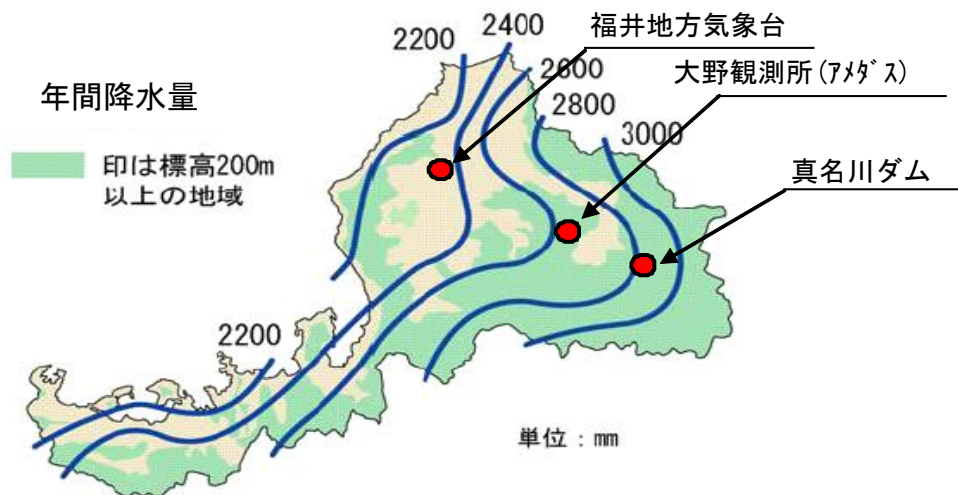 福井地方気象台
2200
2400
大野観測所(ｱﾒﾀﾞｽ)
2600
年間降水量
2800
3000
印は標高200m
以上の地域
真名川ダム
2200
単位：mm